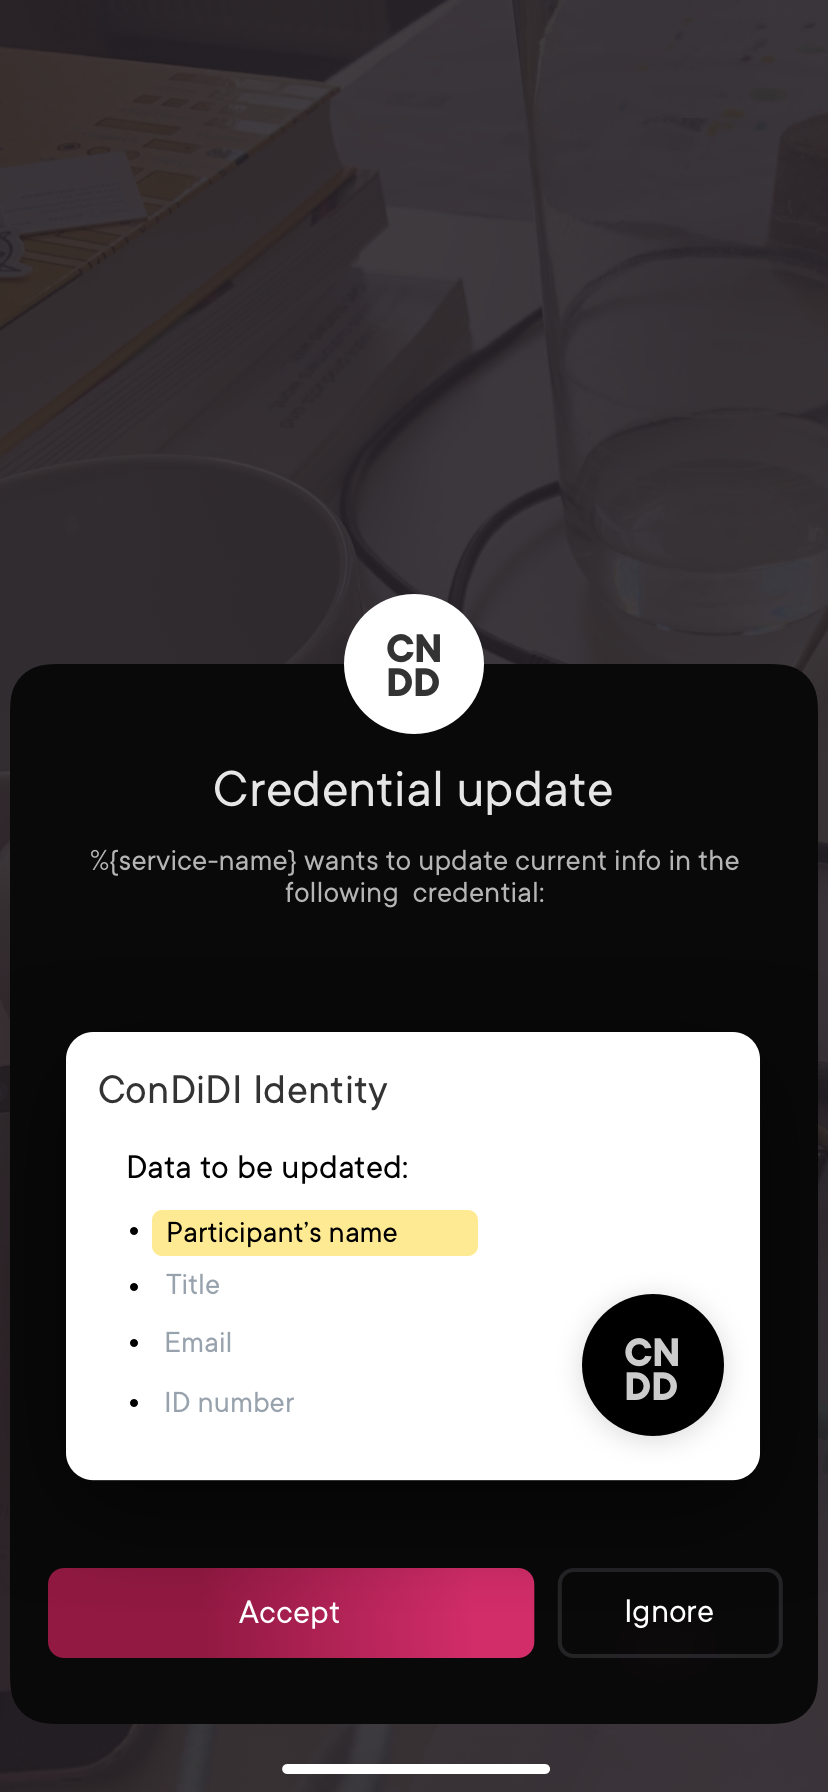 CN
DD
Credential update
%{service-name} wants to update current info in the
following  credential:
ConDiDI Identity
Data to be updated:
• Participant’s name
• Title
• Email
• ID number
CN
DD
Accept
Ignore